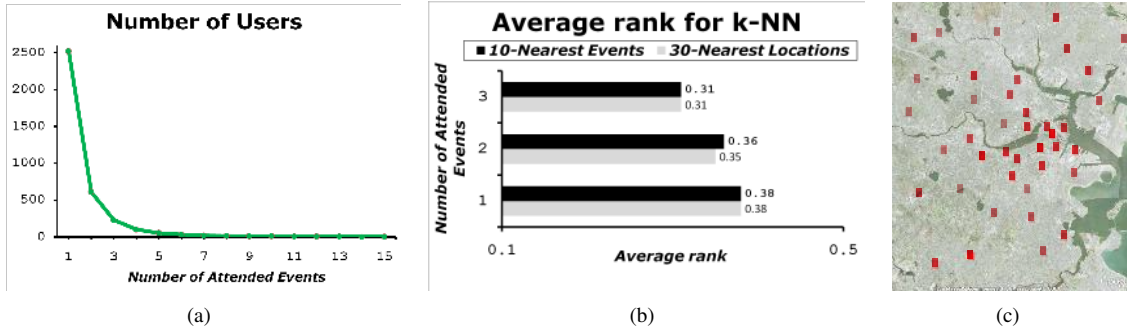 Number of Users
2500
2000
1500
1000
500
0
1 3 5 7 9 11 13 15
Number of Attended Events
(a)
Average rank for k-NN
10-Nearest Events 30-Nearest Locations
Number of Attended
Events
3
0.31
0.31
2
0.36
0.35
1
0.38
0.38
0.1 0.5
Average rank
(b)
(c)